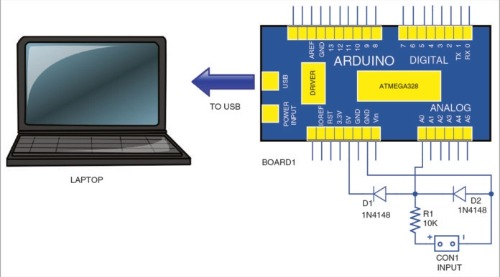 AREF
GND
13
12
11
10
9
8
7
6
5
4
3
2
TX 1
RX 0
ARDUINO
DIGITAL
DRIVER
ATMEGA328
USB
POWER
INPUT
ANALOG
IOREF
RST
3.3V
5V
GND
GND
Vin
A0
A1
A2
A3
A4
A5
TO USB
BOARD1
LAPTOP
D1
1N4148
D2
1N4148
R1
10K
+
–
CON1
INPUT